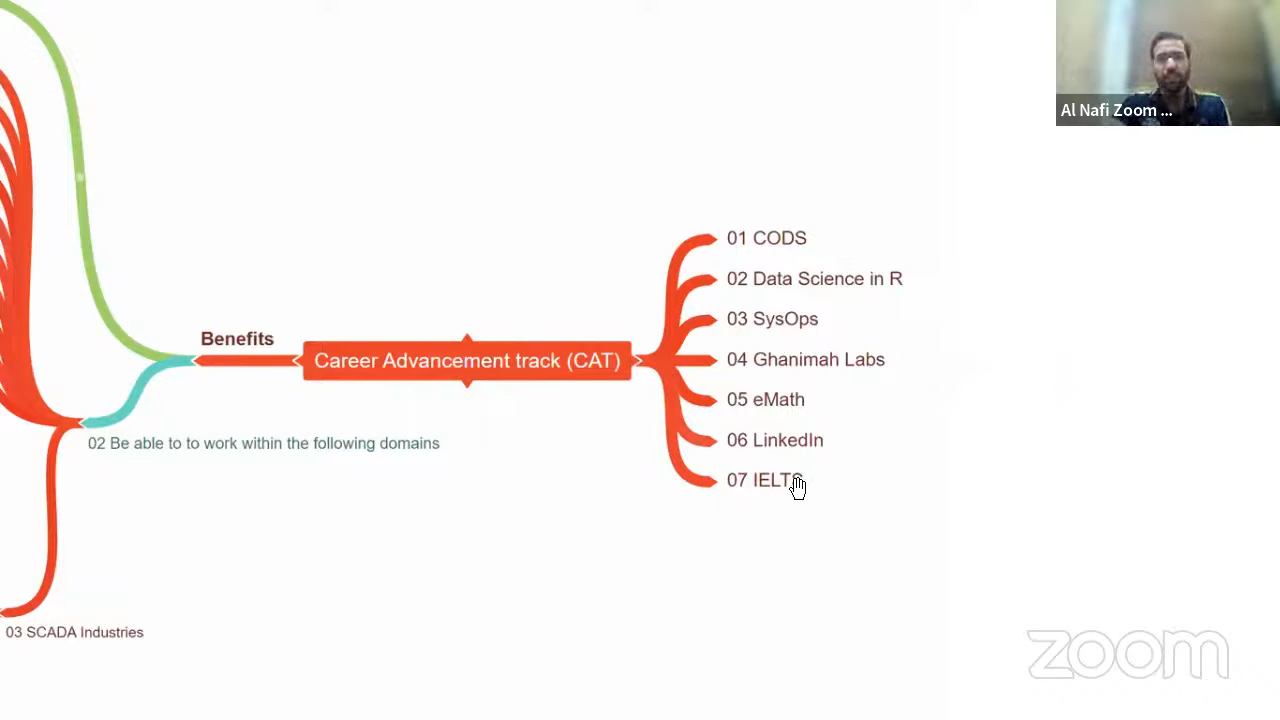 Al Nafi Zoom ...
01 CODS
02 Data Science in R
03 SysOps
Benefits
Career Advancement track (CAT)
04 Ghanimah Labs
05 eMath
06 LinkedIn
02 Be able to to work within the following domains
07 IELTS
03 SCADA Industries
zoom